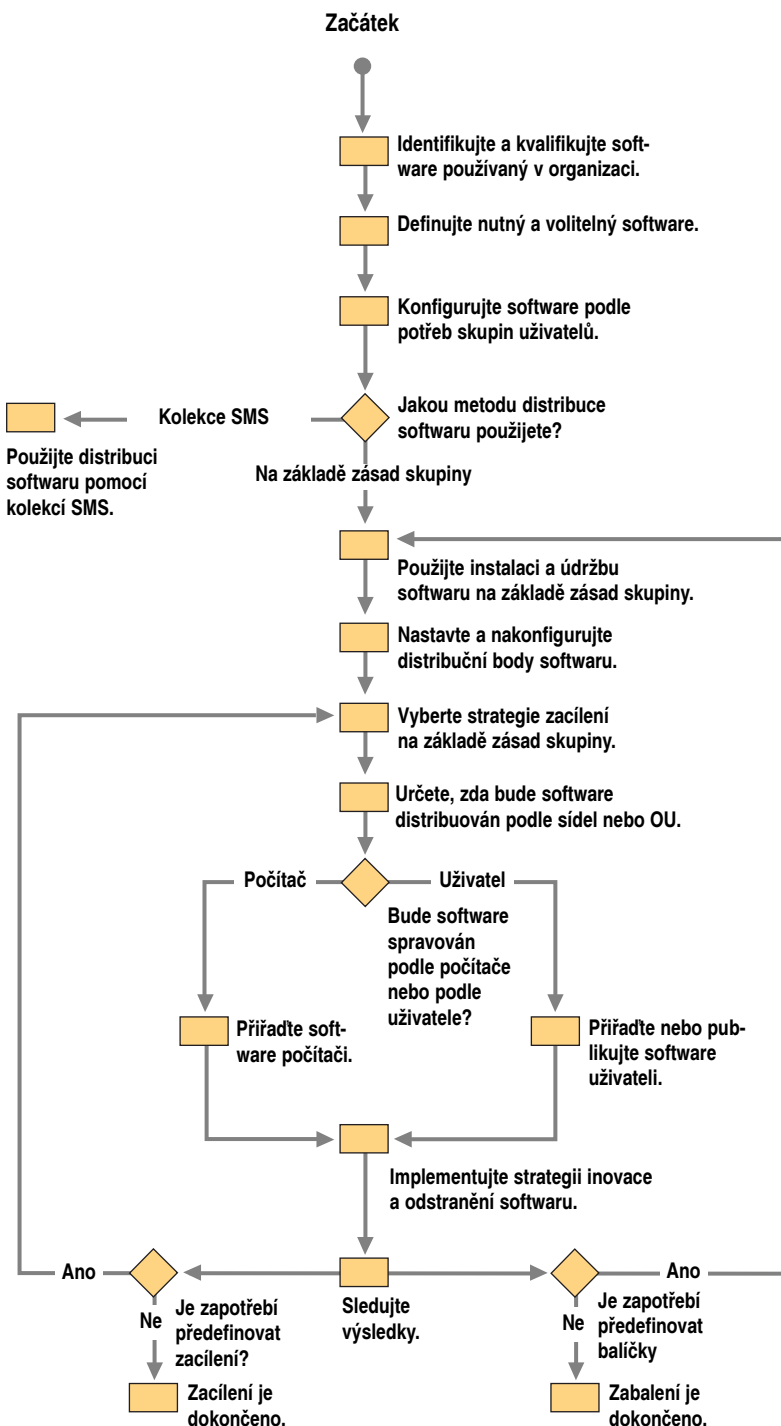 Začátek
Identifikujte a kvalifikujte soft-
ware používaný v organizaci.
Definujte nutný a volitelný software.
Konfigurujte software podle
potřeb skupin uživatelů.
Jakou metodu distribuce
softwaru použijete?
Kolekce SMS
Použijte distribuci
softwaru pomocí
kolekcí SMS.
Na základě zásad skupiny
Použijte instalaci a údržbu
softwaru na základě zásad skupiny.
Nastavte a nakonfigurujte
distribuční body softwaru.
Vyberte strategie zacílení
na základě zásad skupiny.
Určete, zda bude software
distribuován podle sídel nebo OU.
Počítač
Uživatel
Bude software
spravován
podle počítače
nebo podle
uživatele?
Přiřaďte soft-
ware počítači.
Přiřaďte nebo pub-
likujte software
uživateli.
Implementujte strategii inovace
a odstranění softwaru.
Sledujte
výsledky.
Ano
Ne
Je zapotřebí
předefinovat
zacílení?
Zacílení je
dokončeno.
Ano
Ne
Je zapotřebí
předefinovat
balíčky
Zabalení je
dokončeno.